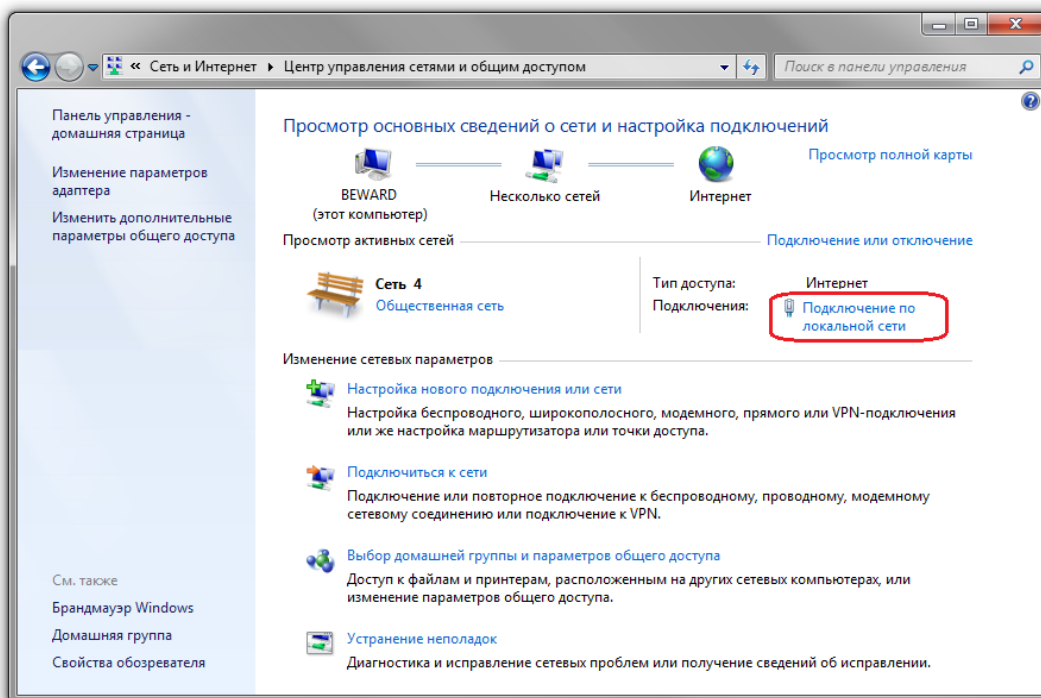 « Сеть и Интернет ▸ Центр управления сетями и общим доступом
Поиск в панели управления
Панель управления -
домашняя страница
Изменение параметров
адаптера
Изменить дополнительные
параметры общего доступа
См. также
Брандмауэр Windows
Домашняя группа
Свойства обозревателя
Просмотр основных сведений о сети и настройка подключений
Просмотр полной карты
BEWARD
(этот компьютер)
Несколько сетей
Интернет
Просмотр активных сетей
Подключение или отключение
Сеть 4
Общественная сеть
Тип доступа: Интернет
Подключения: Подключение по
локальной сети
Изменение сетевых параметров
Настройка нового подключения или сети
Настройка беспроводного, широкополосного, модемного, прямого или VPN-подключения
или же настройка маршрутизатора или точки доступа.
Подключиться к сети
Подключение или повторное подключение к беспроводному, проводному, модемному
сетевому соединению или подключение к VPN.
Выбор домашней группы и параметров общего доступа
Доступ к файлам и принтерам, расположенным на других сетевых компьютерах, или
изменение параметров общего доступа.
Устранение неполадок
Диагностика и исправление сетевых проблем или получение сведений об исправлении.